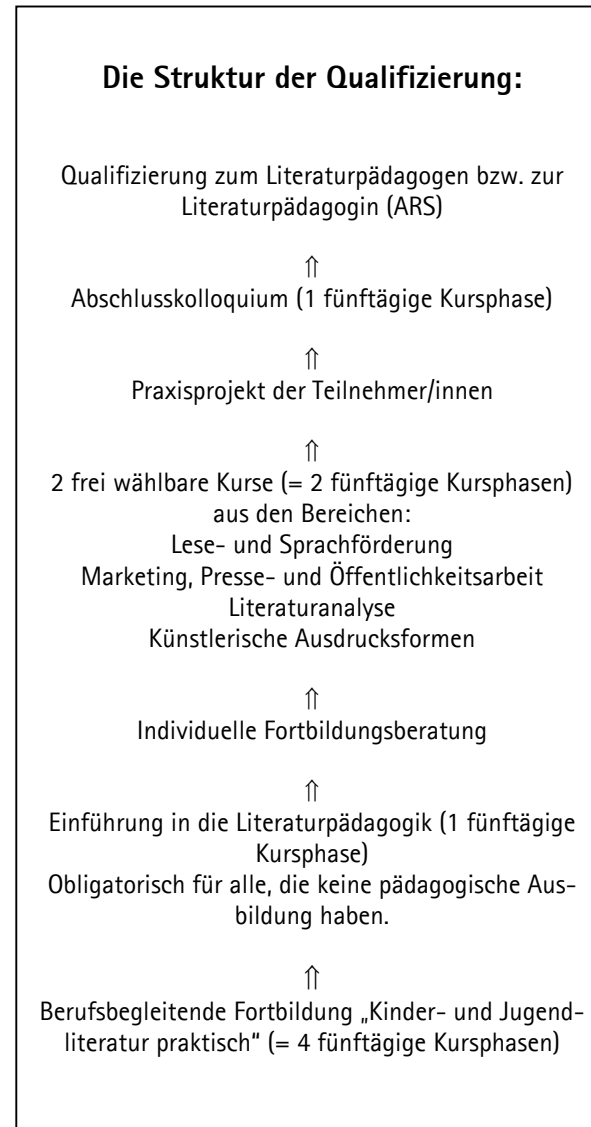 Die Struktur der Qualifizierung:
Qualifizierung zum Literaturpädagogen bzw. zur
Literaturpädagogin (ARS)
⇑
Abschlusskolloquium (1 fünftägige Kursphase)
⇑
Praxisprojekt der Teilnehmer/innen
⇑
2 frei wählbare Kurse (= 2 fünftägige Kursphasen)
aus den Bereichen:
Lese- und Sprachförderung
Marketing, Presse- und Öffentlichkeitsarbeit
Literaturanalyse
Künstlerische Ausdrucksformen
⇑
Individuelle Fortbildungsberatung
⇑
Einführung in die Literaturpädagogik (1 fünftägige
Kursphase)
Obligatorisch für alle, die keine pädagogische Aus-
bildung haben.
⇑
Berufsbegleitende Fortbildung „Kinder- und Jugend-
literatur praktisch“ (= 4 fünftägige Kursphasen)